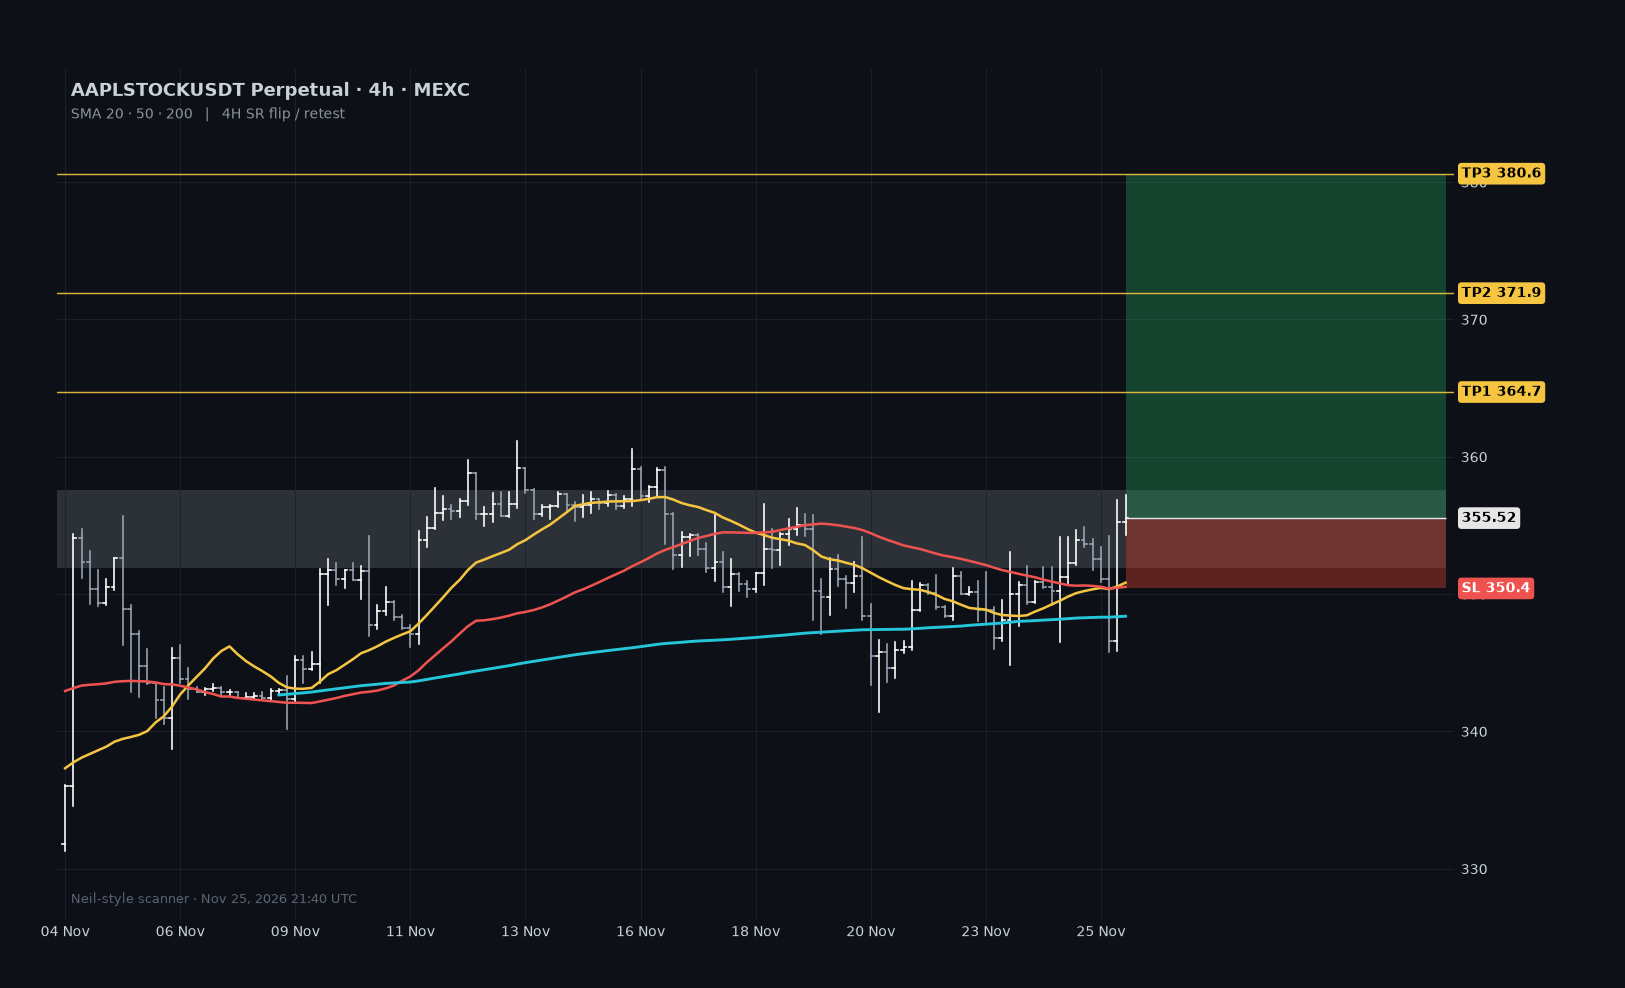 AAPLSTOCKUSDT Perpetual · 4h · MEXC
SMA 20 · 50 · 200 | 4H SR flip / retest
TP3 380.6
380
TP2 371.9
370
TP1 364.7
360
355.52
SL 350.4
340
330
Neil-style scanner · Nov 25, 2026 21:40 UTC
04 Nov 06 Nov 09 Nov 11 Nov 13 Nov 16 Nov 18 Nov 20 Nov 23 Nov 25 Nov